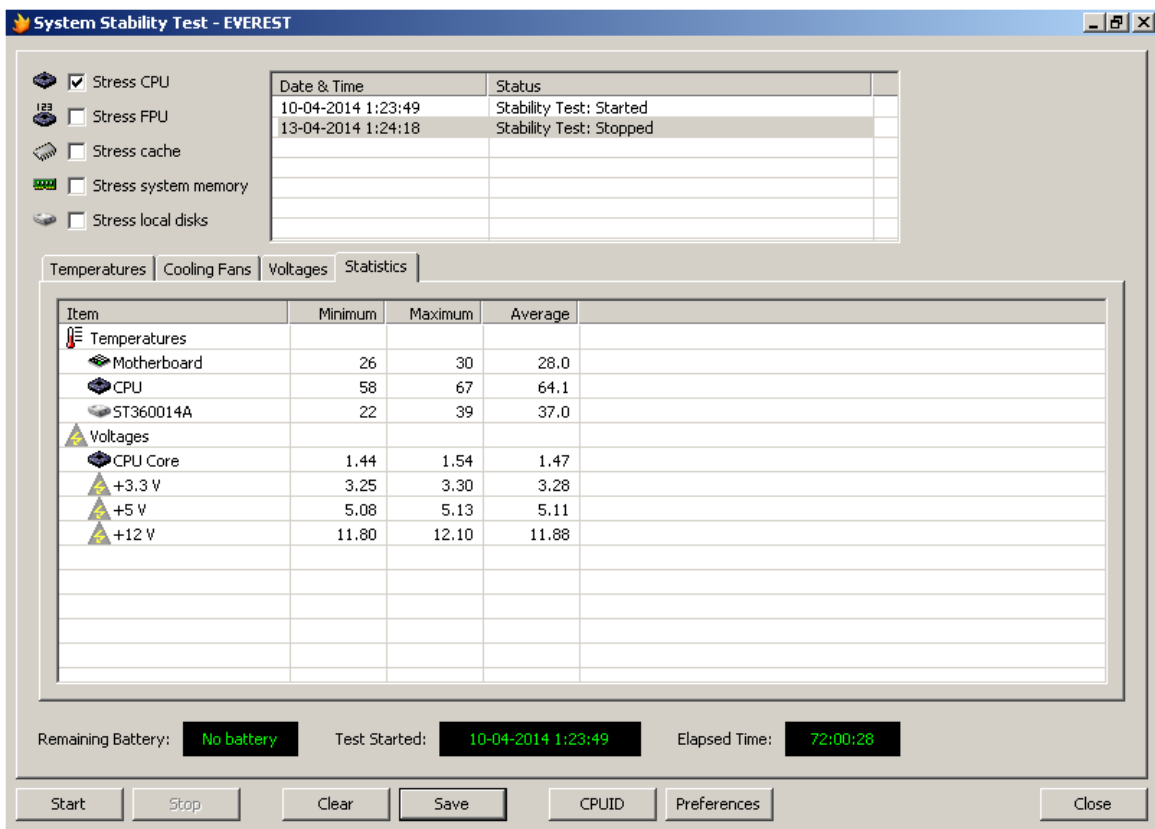 System Stability Test - EVEREST
Stress CPU
Stress FPU
Stress cache
Stress system memory
Stress local disks
Date & Time Status
10-04-2014 1:23:49 Stability Test: Started
13-04-2014 1:24:18 Stability Test: Stopped
Temperatures Cooling Fans Voltages Statistics
Item Minimum Maximum Average
Temperatures
Motherboard 26 30 28.0
CPU 58 67 64.1
ST360014A 22 39 37.0
Voltages
CPU Core 1.44 1.54 1.47
+3.3 V 3.25 3.30 3.28
+5 V 5.08 5.13 5.11
+12 V 11.80 12.10 11.88
Remaining Battery: No battery Test Started: 10-04-2014 1:23:49 Elapsed Time: 72:00:28
Start Stop Clear Save CPUID Preferences Close